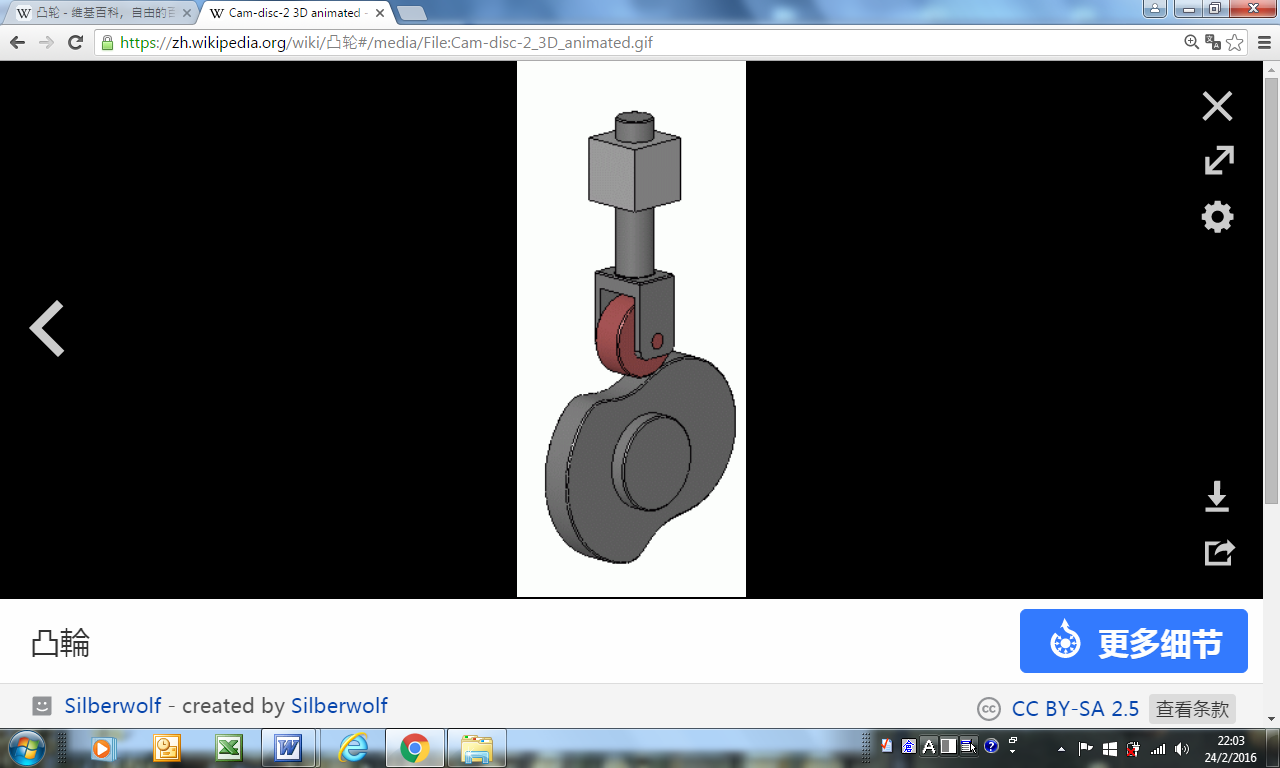 凸轮 - 维基百科，自由的百
Cam-disc-2 3D animated -
https://zh.wikipedia.org/wiki/凸轮#/media/File:Cam-disc-2_3D_animated.gif
凸輪
更多细节
Silberwolf - created by Silberwolf
CC BY-SA 2.5
查看条款
22:03
24/2/2016